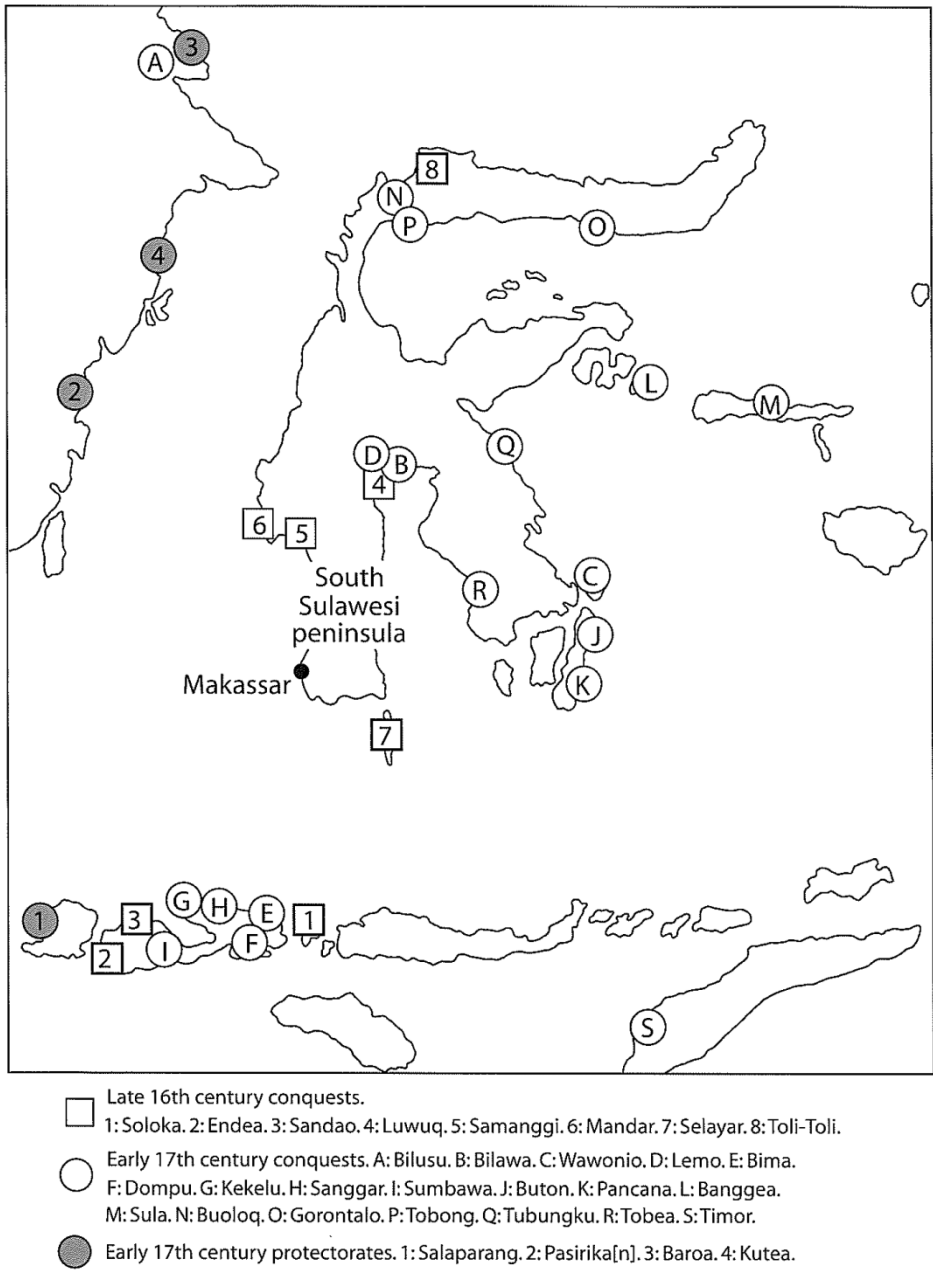 3
A
8
N
P
O
4
2
L
M
D
B
Q
4
6
5
South
Sulawesi
peninsula
R
C
J
Makassar
K
7
1
3
G
H
E
1
2
I
F
S
Late 16th century conquests.
1: Soloka. 2: Endea. 3: Sandao. 4: Luwuq. 5: Samanggi. 6: Mandar. 7: Selayar. 8: Toli-Toli.
Early 17th century conquests. A: Bilusu. B: Bilawa. C: Wawonio. D: Lemo. E: Bima.
F: Dompu. G: Kekelu. H: Sanggar. I: Sumbawa. J: Buton. K: Pancana. L: Banggea.
M: Sula. N: Buoloq. O: Gorontalo. P: Tobong. Q: Tubungku. R: Tobea. S: Timor.
Early 17th century protectorates. 1: Salaparang. 2: Pasirika[n]. 3: Baroa. 4: Kutea.